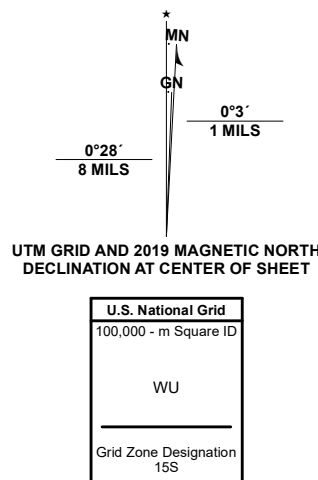 ★
MN
GN
0°3´
1 MILS
0°28´
8 MILS
UTM GRID AND 2019 MAGNETIC NORTH
DECLINATION AT CENTER OF SHEET
U.S. National Grid
100,000 - m Square ID
WU
Grid Zone Designation
15S